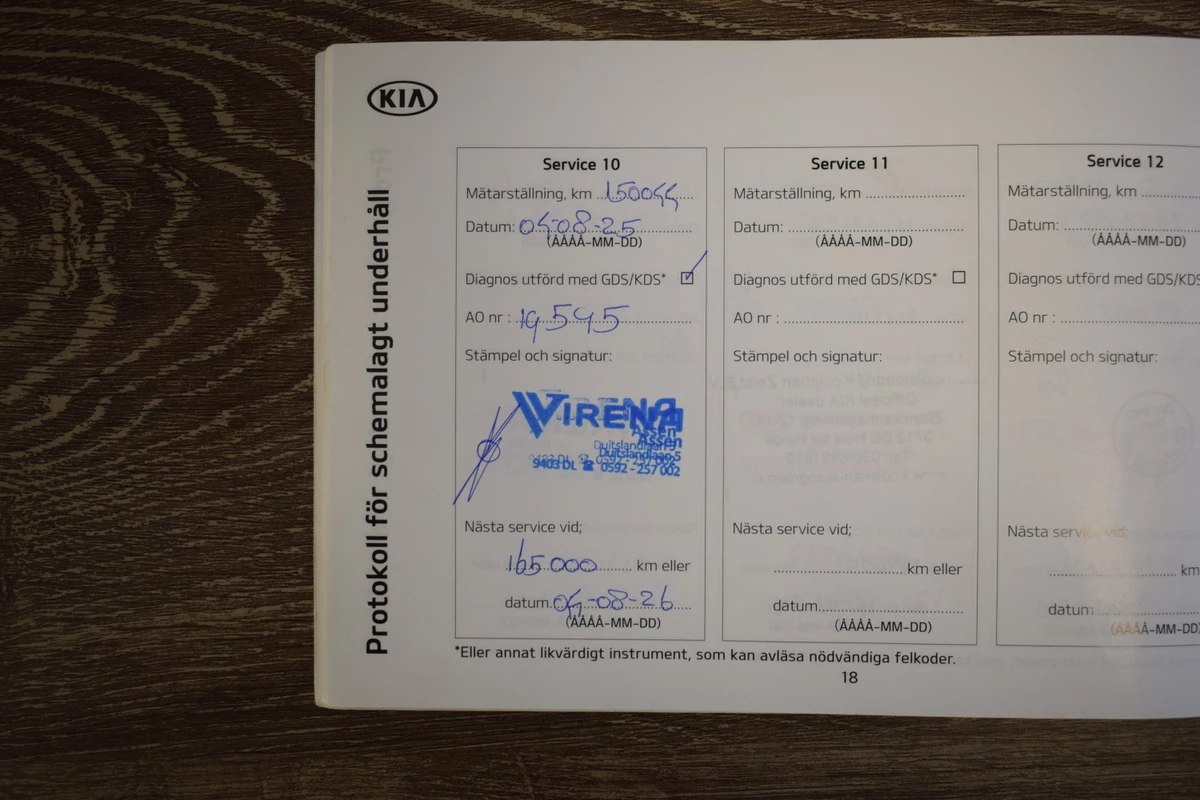 KIA
Protokoll för schemalagt underhåll
Service 10
Mätarställning, km 150044
Datum: 04-08-25
(ÅÅÅÅ-MM-DD)
Diagnos utförd med GDS/KDS*
AO nr : 19545
Stämpel och signatur:
VIRENA
Assen
Duitslandlaan 5
9403 DL ☎ 0592 - 257 002
Nästa service vid;
165.000 km eller
datum 04-08-26
(ÅÅÅÅ-MM-DD)
Service 11
Mätarställning, km
Datum:
(ÅÅÅÅ-MM-DD)
Diagnos utförd med GDS/KDS*
AO nr :
Stämpel och signatur:
Nästa service vid;
km eller
datum
(ÅÅÅÅ-MM-DD)
Service 12
Mätarställning, km
Datum:
(ÅÅÅÅ-MM-DD)
Diagnos utförd med GDS/KDS
AO nr :
Stämpel och signatur:
Nästa service vid:
km
datum
(ÅÅÅÅ-MM-DD)
*Eller annat likvärdigt instrument, som kan avläsa nödvändiga felkoder.
18